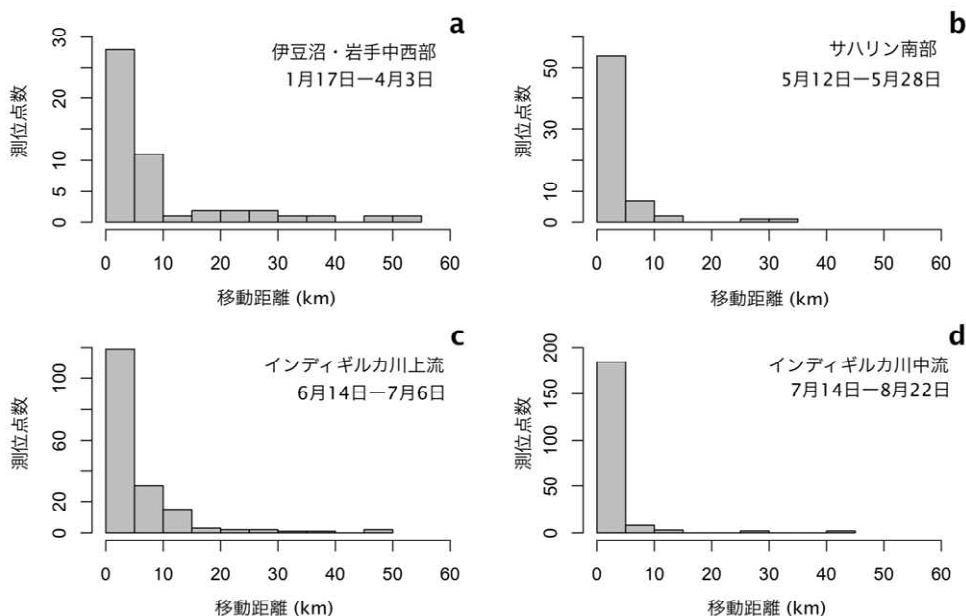 a
伊豆沼・岩手中西部
1月17日ー4月3日
測位点数
30
20
10
5
0
0 10 20 30 40 50 60
移動距離 (km)
b
サハリン南部
5月12日ー5月28日
測位点数
50
30
10
0
0 10 20 30 40 50 60
移動距離 (km)
c
インディギルカ川上流
6月14日—7月6日
測位点数
100
60
20
0
0 10 20 30 40 50 60
移動距離 (km)
d
インディギルカ川中流
7月14日ー8月22日
測位点数
200
150
100
50
0
0 10 20 30 40 50 60
移動距離 (km)